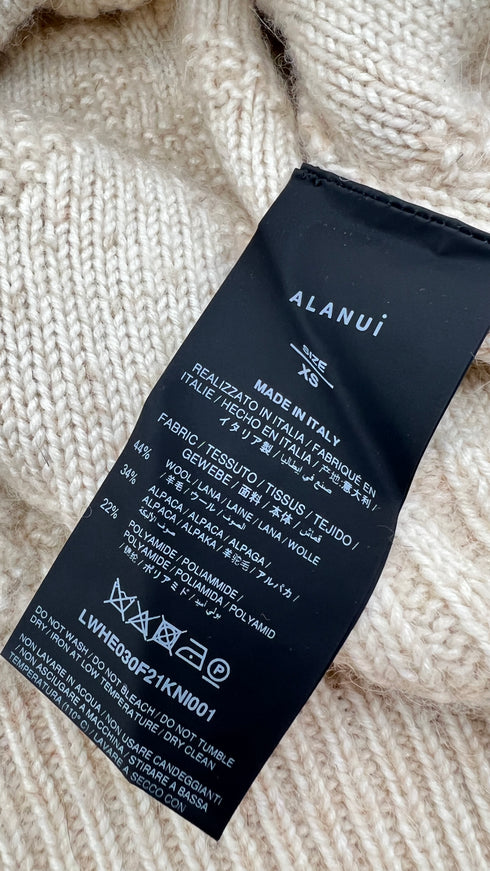 ALANUi
SIZE
XS
MADE IN ITALY
REALIZZATO IN ITALIA / FABRIQUÉ EN
ITALIE / HECHO EN ITALIA / 产地 意大利 /
イタリア製 / صنع في إيطاليا
FABRIC / TESSUTO / TISSUS / TEJIDO /
GEWEBE / 面料 / 本体 / قماش
44% WOOL / LANA / LAINE / LANA / WOLLE
/ 羊毛 / ウール / الصوف
34% ALPACA / ALPACA / ALPAGA /
ALPACA / ALPAKA / 羊驼毛 / アルパカ /
صوف الألبكة
22% POLYAMIDE / POLIAMMIDE /
POLYAMIDE / POLIAMIDA / POLYAMID
/ 锦纶 / ポリアミド / بولي أميد
P
LWHE030F21KNI001
DO NOT WASH / DO NOT BLEACH / DO NOT TUMBLE
DRY / IRON AT LOW TEMPERATURE / DRY CLEAN
/ NON LAVARE IN ACQUA, NON USARE CANDEGGIANTI
/ NON ASCIUGARE A MACCHINA / STIRARE A BASSA
TEMPERATURA (110° C) / LAVARE A SECCO CON